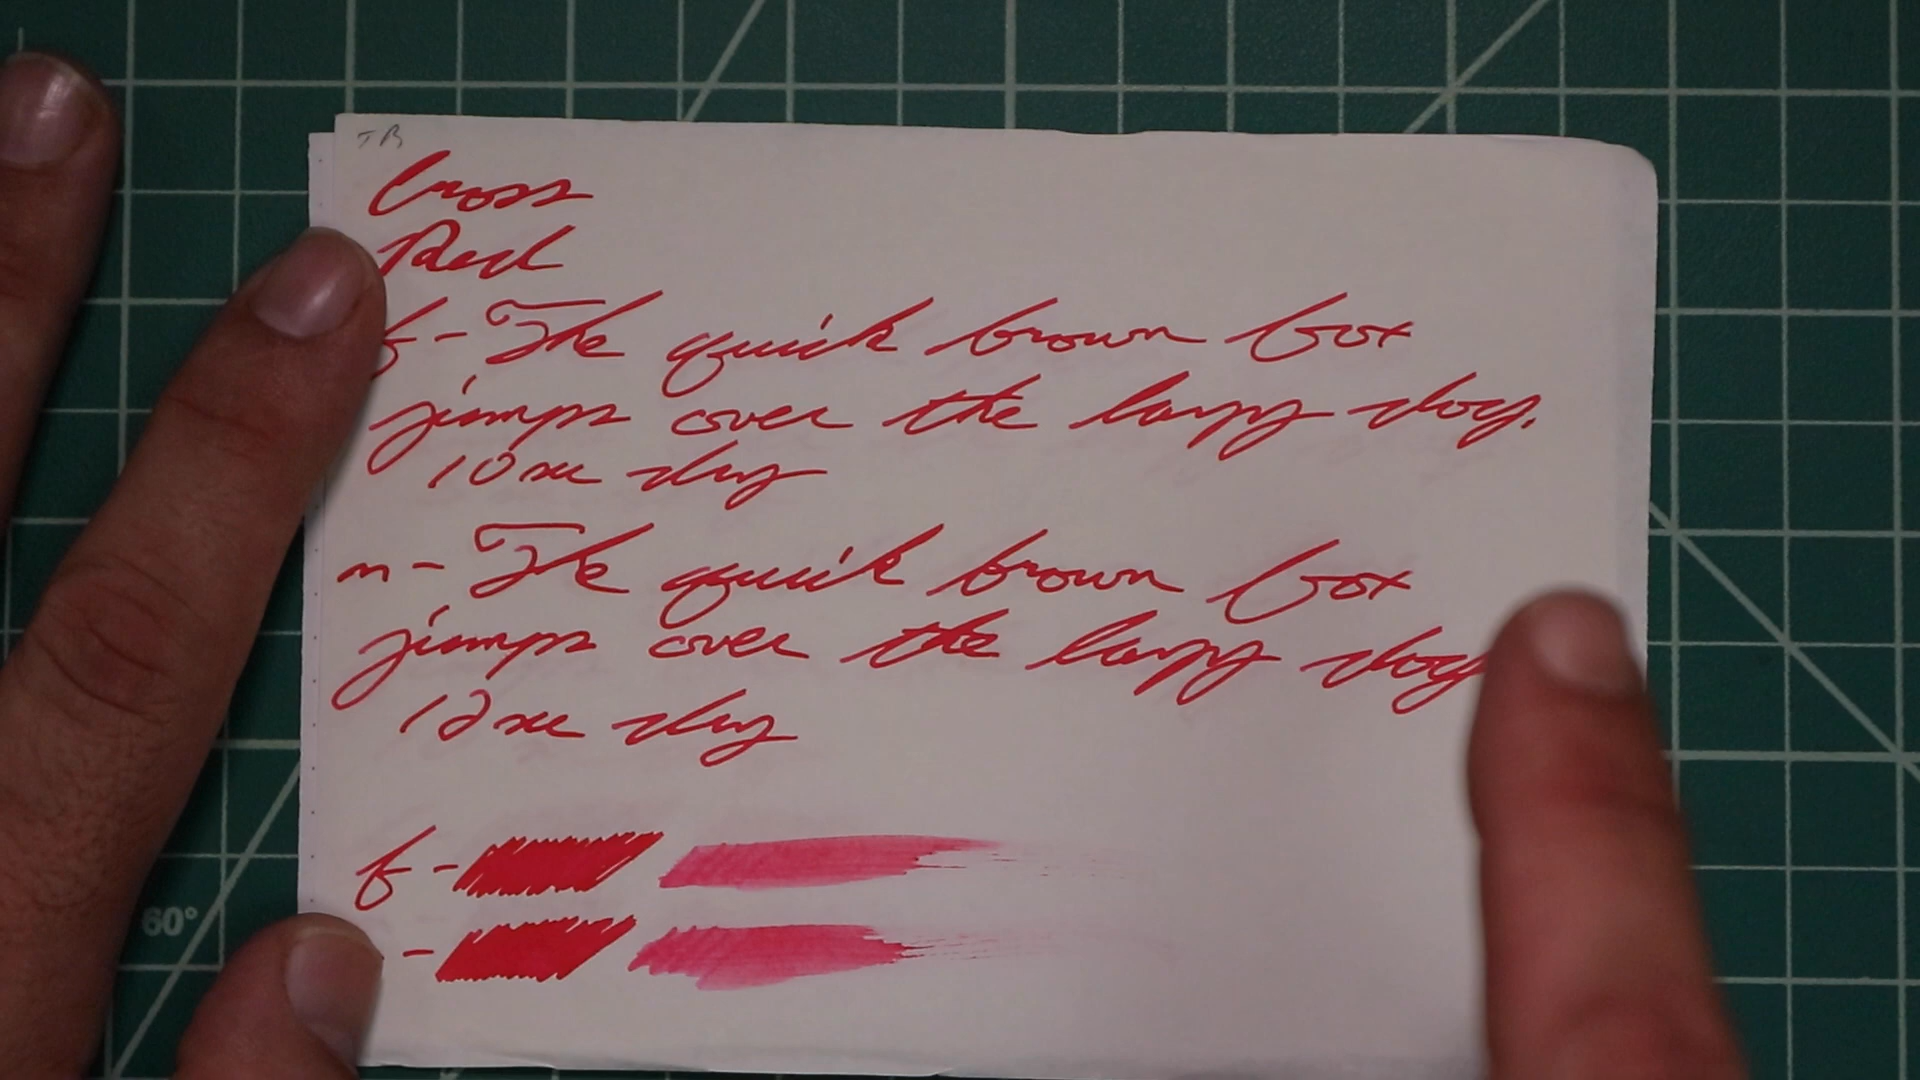 TR
Cross
Red
f - The quick brown fox
jumps over the lazy dog.
10 sec dry
m - The quick brown fox
jumps over the lazy dog
12 sec dry
f -
-
60°